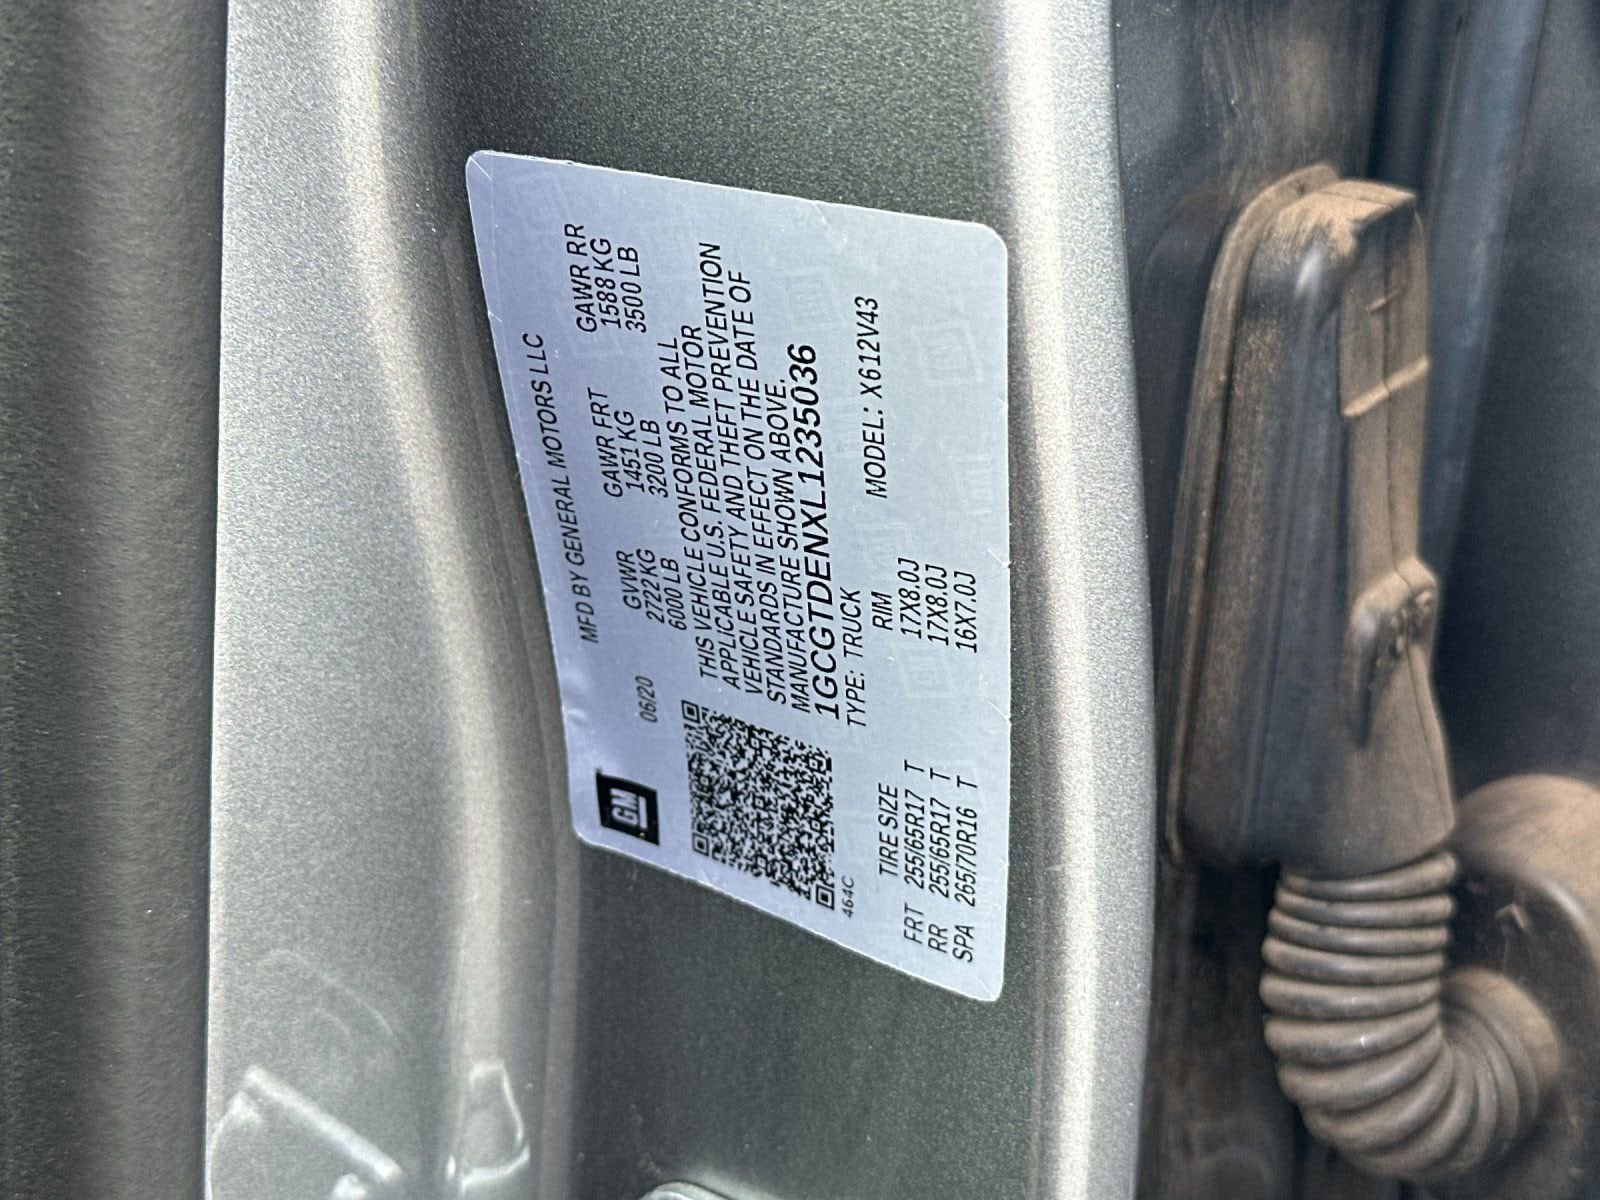 GM
MFD BY GENERAL MOTORS LLC
06/20
GVWR GAWR FRT GAWR RR
2722 KG 1451 KG 1588 KG
6000 LB 3200 LB 3500 LB
THIS VEHICLE CONFORMS TO ALL
APPLICABLE U.S. FEDERAL MOTOR
VEHICLE SAFETY AND THEFT PREVENTION
STANDARDS IN EFFECT ON THE DATE OF
MANUFACTURE SHOWN ABOVE.
1GCGTDENXL1235036
TYPE: TRUCK MODEL: X612V43
464C
TIRE SIZE RIM
FRT 255/65R17 T 17X8.0J
RR 255/65R17 T 17X8.0J
SPA 265/70R16 T 16X7.0J